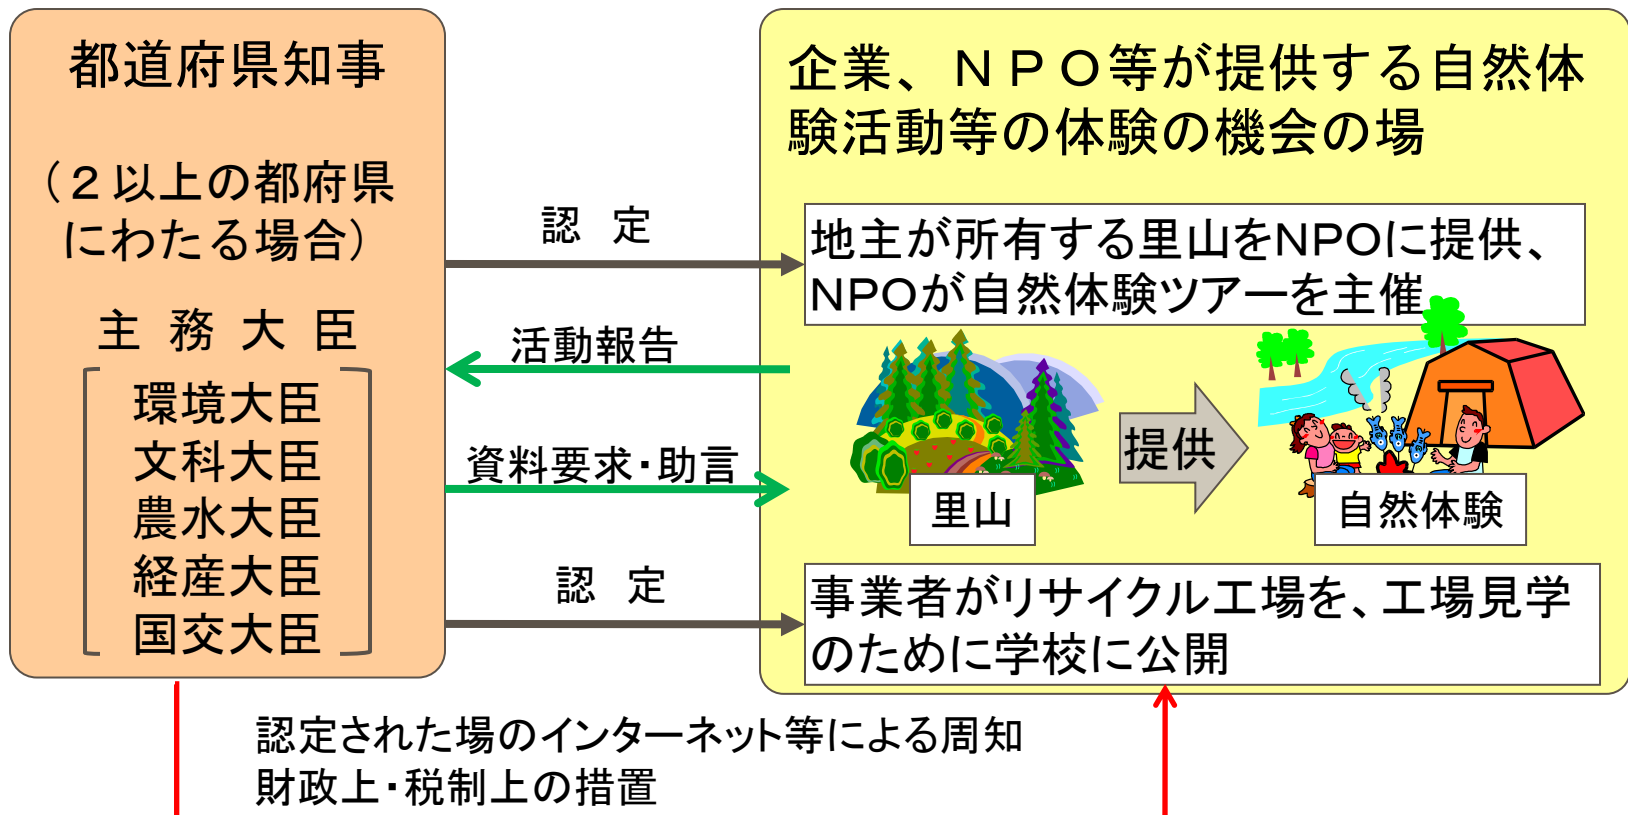 都道府県知事
（２以上の都府県
にわたる場合）
主 務 大 臣
環境大臣
文科大臣
農水大臣
経産大臣
国交大臣
認 定
活動報告
資料要求・助言
認 定
企業、ＮＰＯ等が提供する自然体
験活動等の体験の機会の場
地主が所有する里山をNPOに提供、
NPOが自然体験ツアーを主催
提供
里山
自然体験
事業者がリサイクル工場を、工場見学
のために学校に公開
認定された場のインターネット等による周知
財政上・税制上の措置